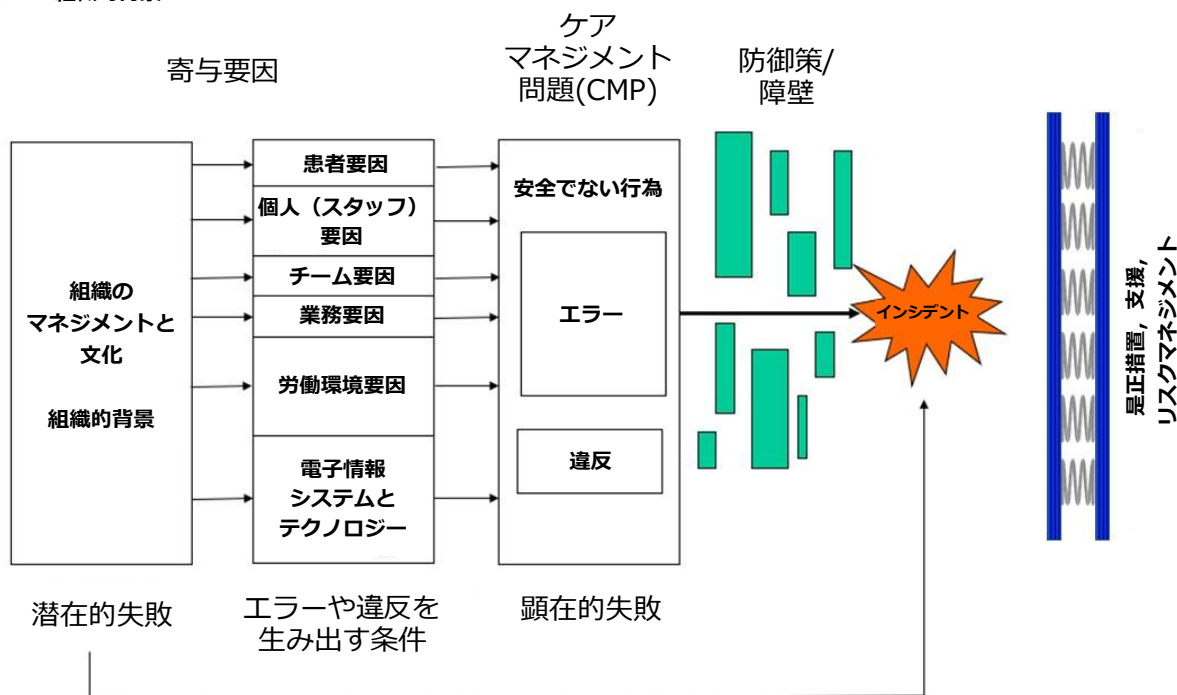 寄与要因
ケア
マネジメント
問題(CMP)
防御策/
障壁
組織の
マネジメントと
文化
組織的背景
患者要因
個人（スタッフ）
要因
チーム要因
業務要因
労働環境要因
電子情報
システムと
テクノロジー
安全でない行為
エラー
違反
インシデント
是正措置，支援，
リスクマネジメント
潜在的失敗
エラーや違反を
生み出す条件
顕在的失敗